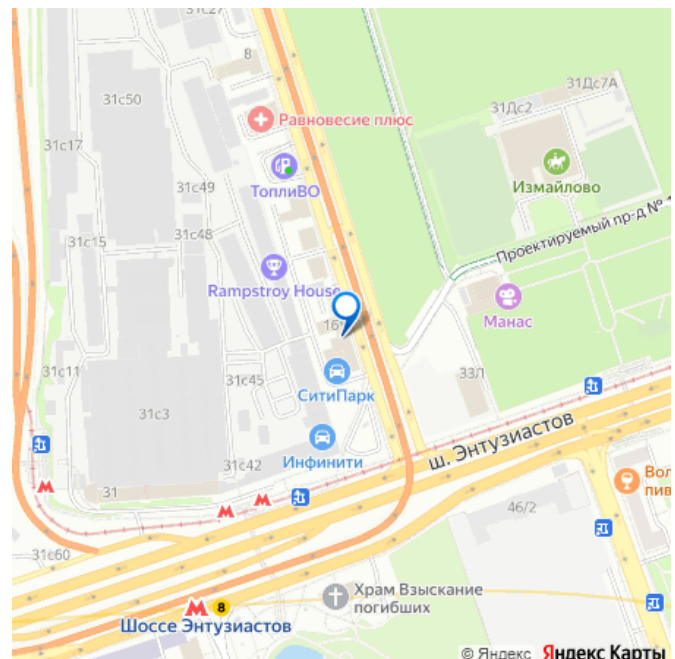 31с27
8
31с50
31Дс7А
31Дс2
Равновесие плюс
31с17
ТоплиВО
Измайлово
31с49
31с48
Проектируемый пр-д №
31с15
Rampstroy House
Манас
31с11
33Л
31с45
СитиПарк
31с3
ш. Энтузиастов
Инфинити
31с42
31
46/2
Вол
пив
31с60
8
Шоссе Энтузиастов
Храм Взыскание
погибших
© Яндекс Яндекс Карты